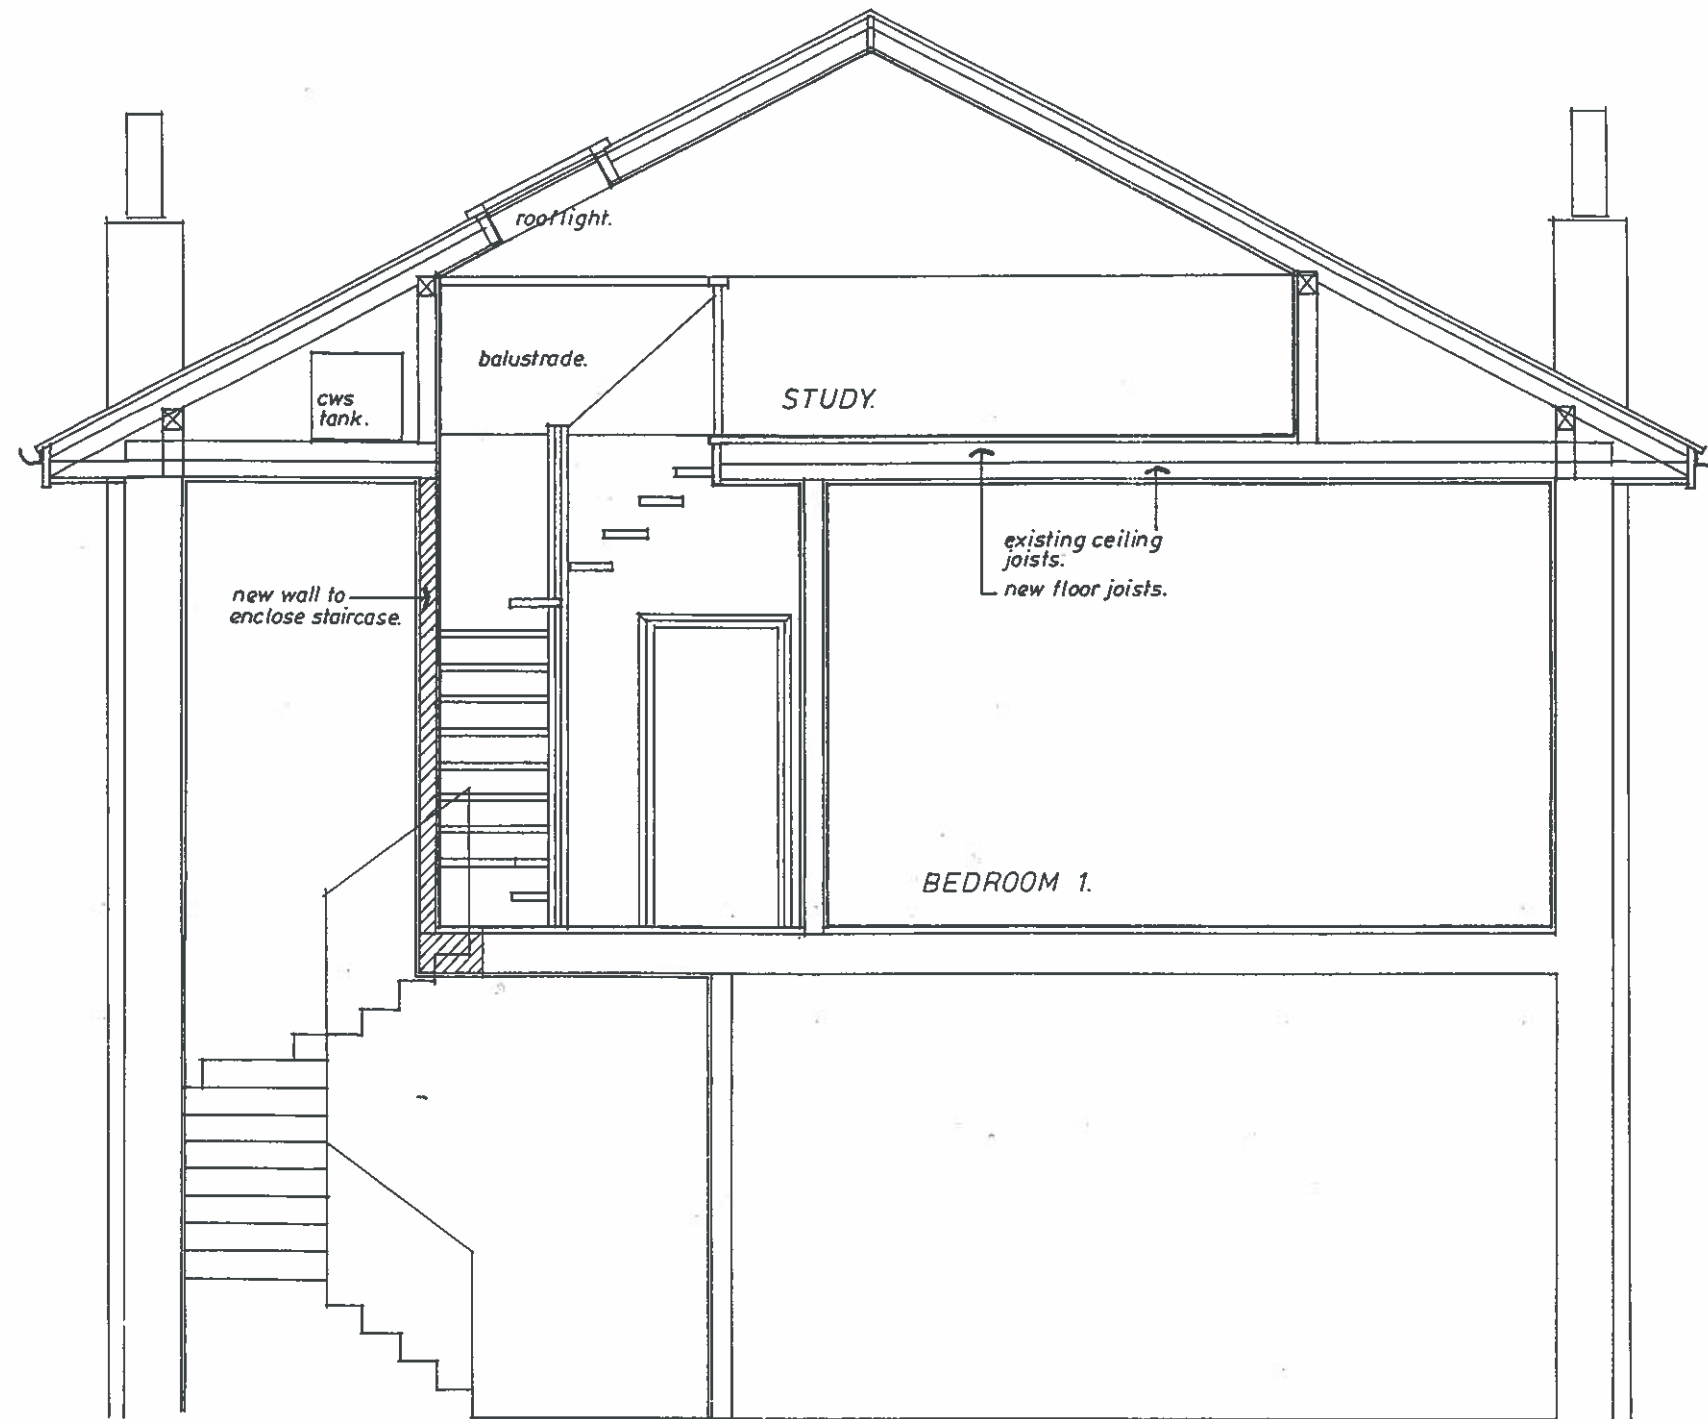 rooflight.
balustrade.
cws
tank.
STUDY.
existing ceiling
joists.
new floor joists.
new wall to
enclose staircase.
BEDROOM 1.